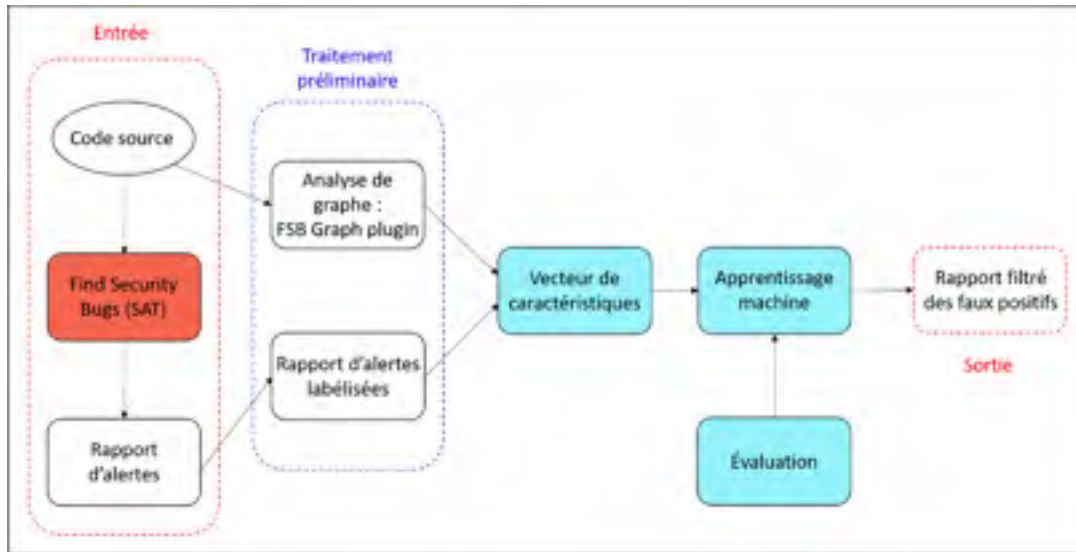 Entrée
Code source
Find Security
Bugs (SAT)
Rapport
d'alertes
Traitement
préliminaire
Analyse de
graphe :
FSB Graph plugin
Rapport d'alertes
labélisées
Vecteur de
caractéristiques
Apprentissage
machine
Évaluation
Rapport filtré
des faux positifs
Sortie